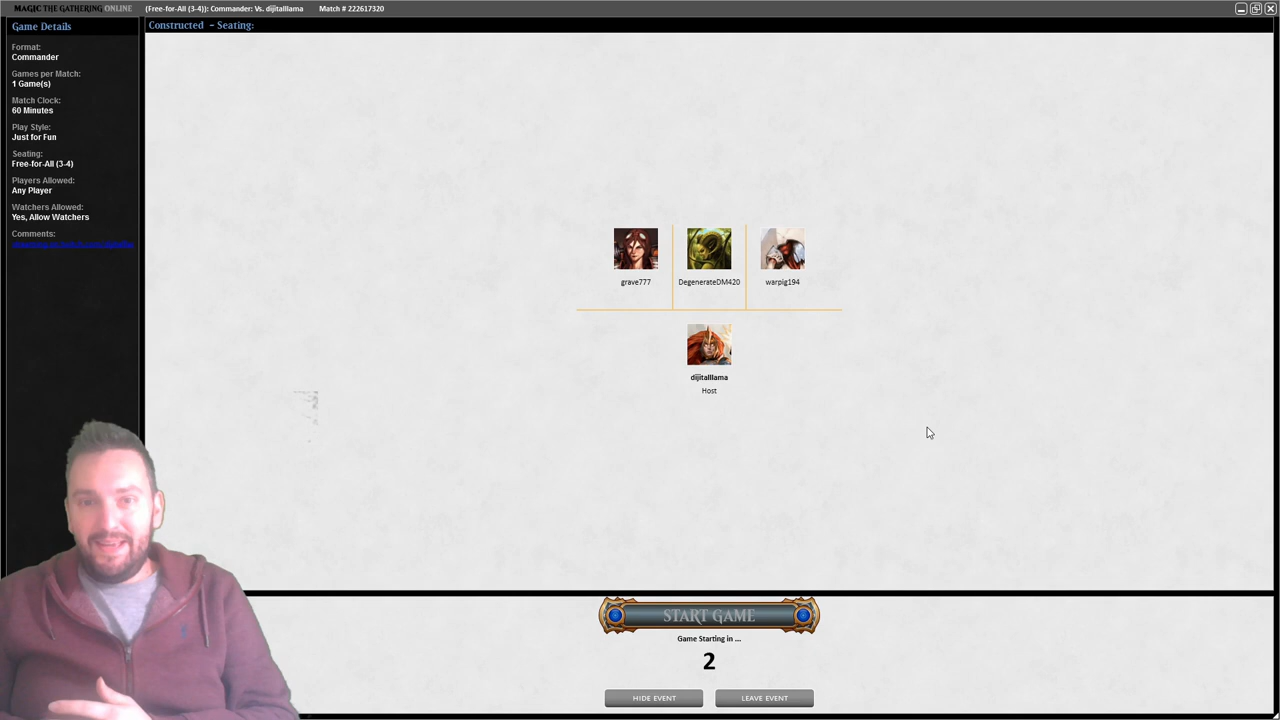 MAGIC THE GATHERING ONLINE (Free-for-All (3-4)): Commander: Vs. dijitalllama Match # 222617320
Game Details
Constructed - Seating:
Format:
Commander
Games per Match:
1 Game(s)
Match Clock:
60 Minutes
Play Style:
Just for Fun
Seating:
Free-for-All (3-4)
Players Allowed:
Any Player
Watchers Allowed:
Yes, Allow Watchers
Comments:
grave777 DegenerateDM420 warpig194
dijitalllama
Host
START GAME
Game Starting in ...
2
HIDE EVENT LEAVE EVENT